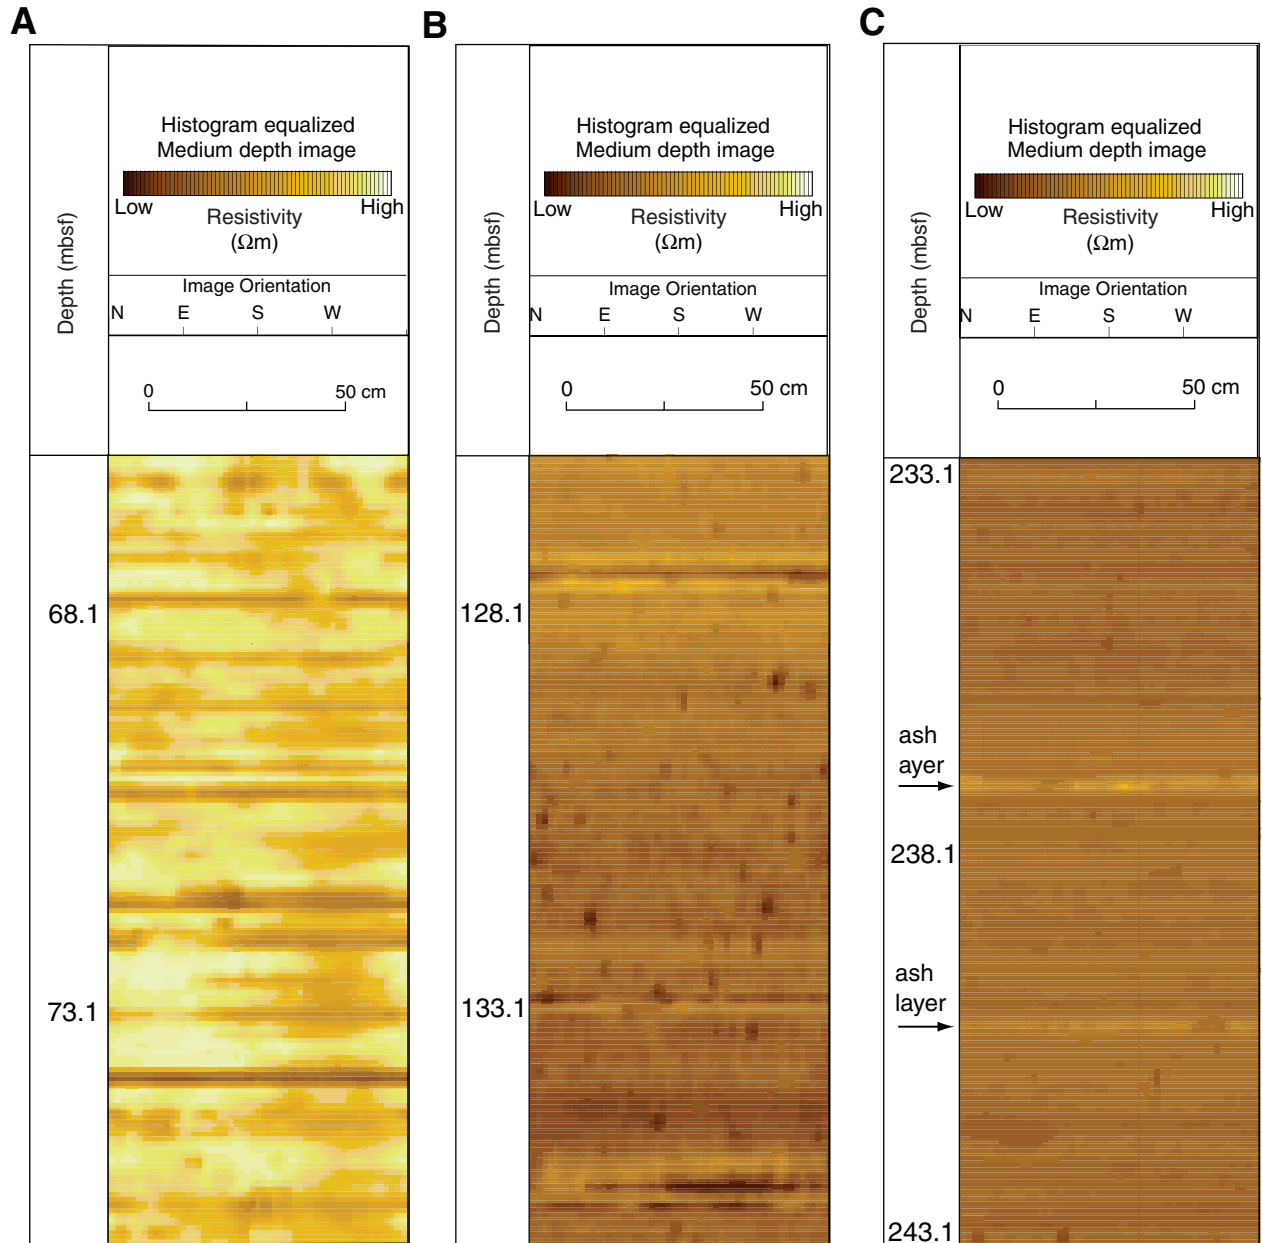 A
Histogram equalized
Medium depth image
Low
High
Resistivity
(Ωm)
Depth (mbsf)
Image Orientation
N E S W
0 50 cm
68.1
73.1
B
Histogram equalized
Medium depth image
Low
High
Resistivity
(Ωm)
Depth (mbsf)
Image Orientation
N E S W
0 50 cm
128.1
133.1
C
Histogram equalized
Medium depth image
Low
High
Resistivity
(Ωm)
Depth (mbsf)
Image Orientation
N E S W
0 50 cm
233.1
ash
ayer
238.1
ash
layer
243.1